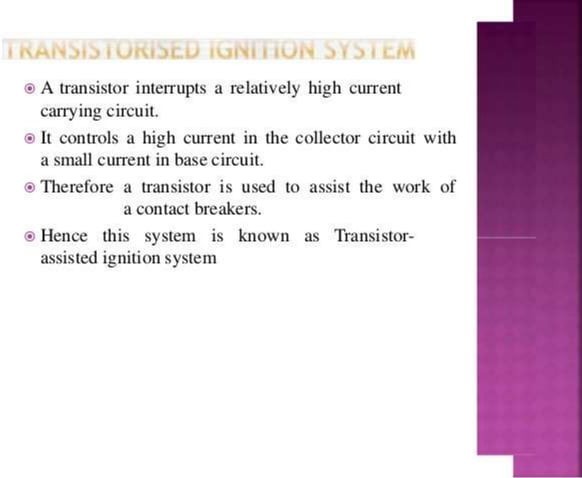 TRANSISTORISED IGNITION SYSTEM
A transistor interrupts a relatively high current
carrying circuit.
It controls a high current in the collector circuit with
a small current in base circuit.
Therefore a transistor is used to assist the work of
a contact breakers.
Hence this system is known as Transistor-
assisted ignition system